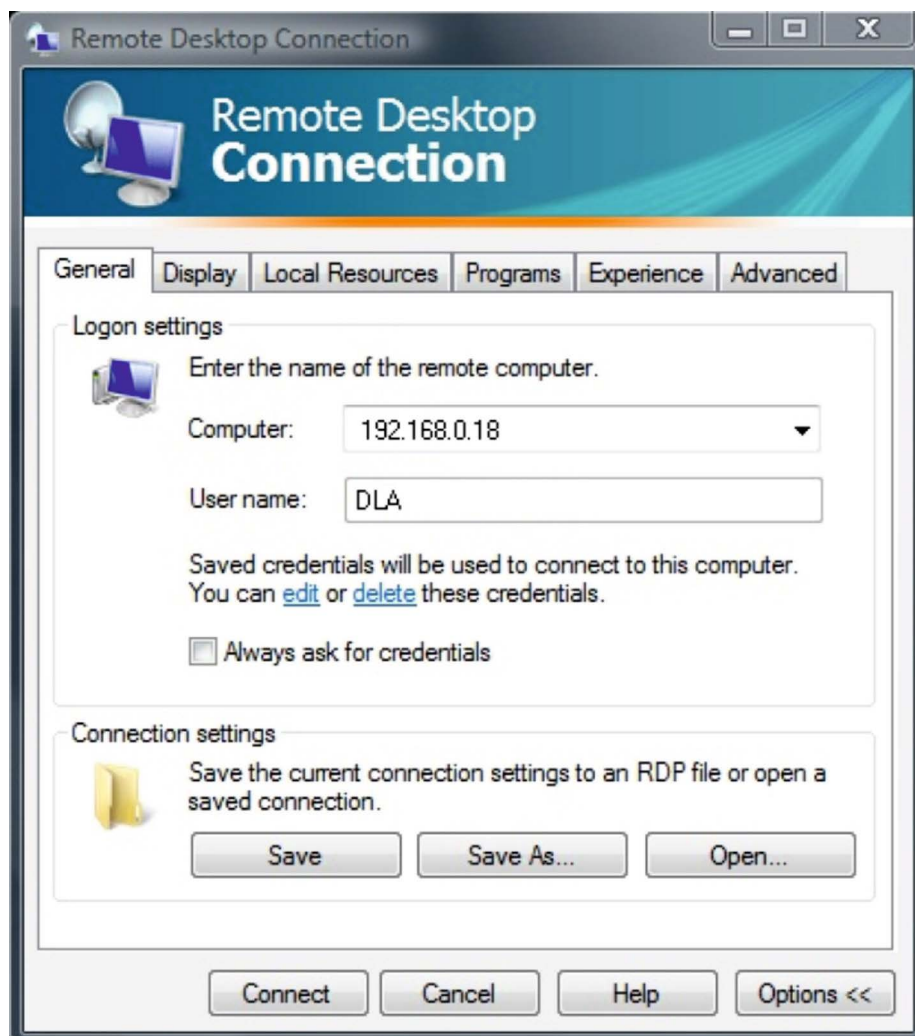 Remote Desktop Connection
Remote Desktop
Connection
General Display Local Resources Programs Experience Advanced
Logon settings
Enter the name of the remote computer.
Computer: 192.168.0.18
User name: DLA
Saved credentials will be used to connect to this computer.
You can edit or delete these credentials.
Always ask for credentials
Connection settings
Save the current connection settings to an RDP file or open a
saved connection.
Save Save As... Open...
Connect Cancel Help Options <<